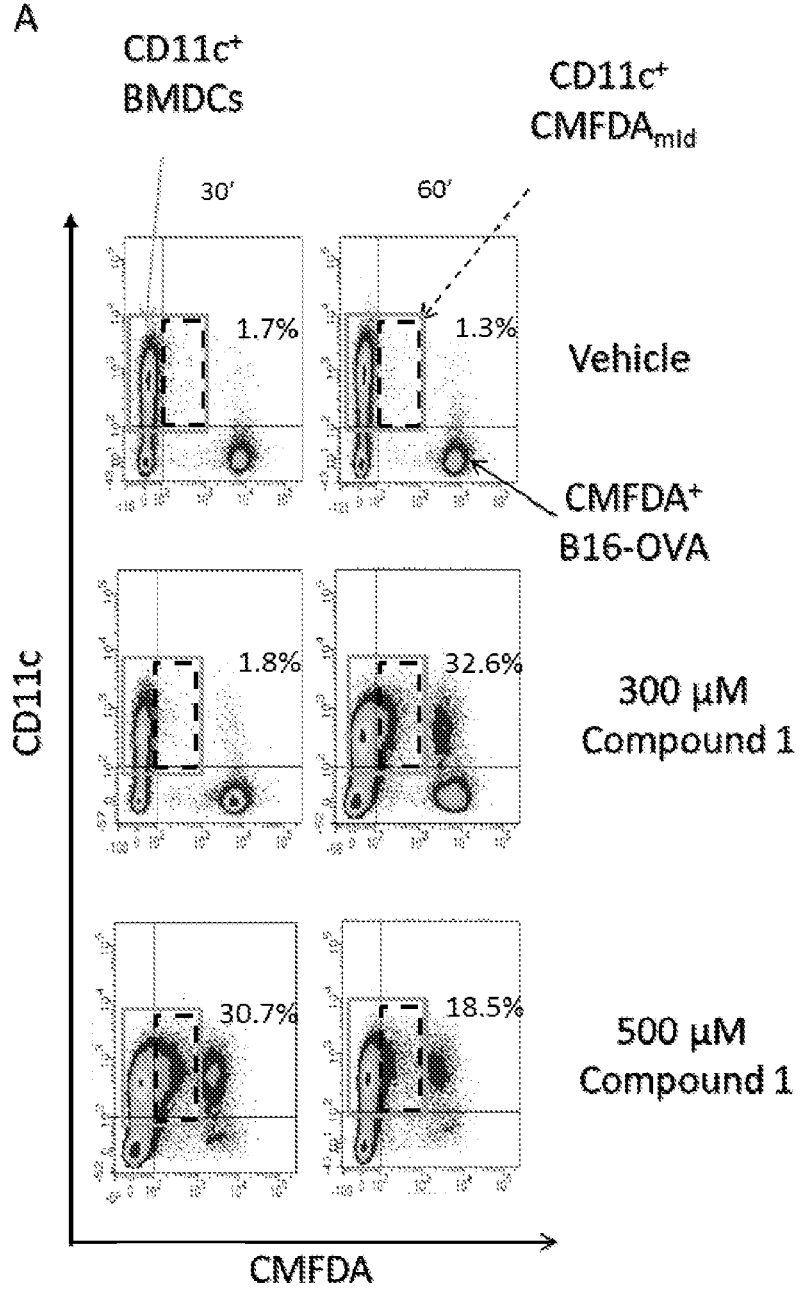 A
CD11c⁺
BMDCs
CD11c⁺
CMFDAmid
30'
60'
1.7%
1.3%
Vehicle
CMFDA⁺
B16-OVA
CD11c
1.8%
32.6%
300 µM
Compound 1
30.7%
18.5%
500 µM
Compound 1
CMFDA